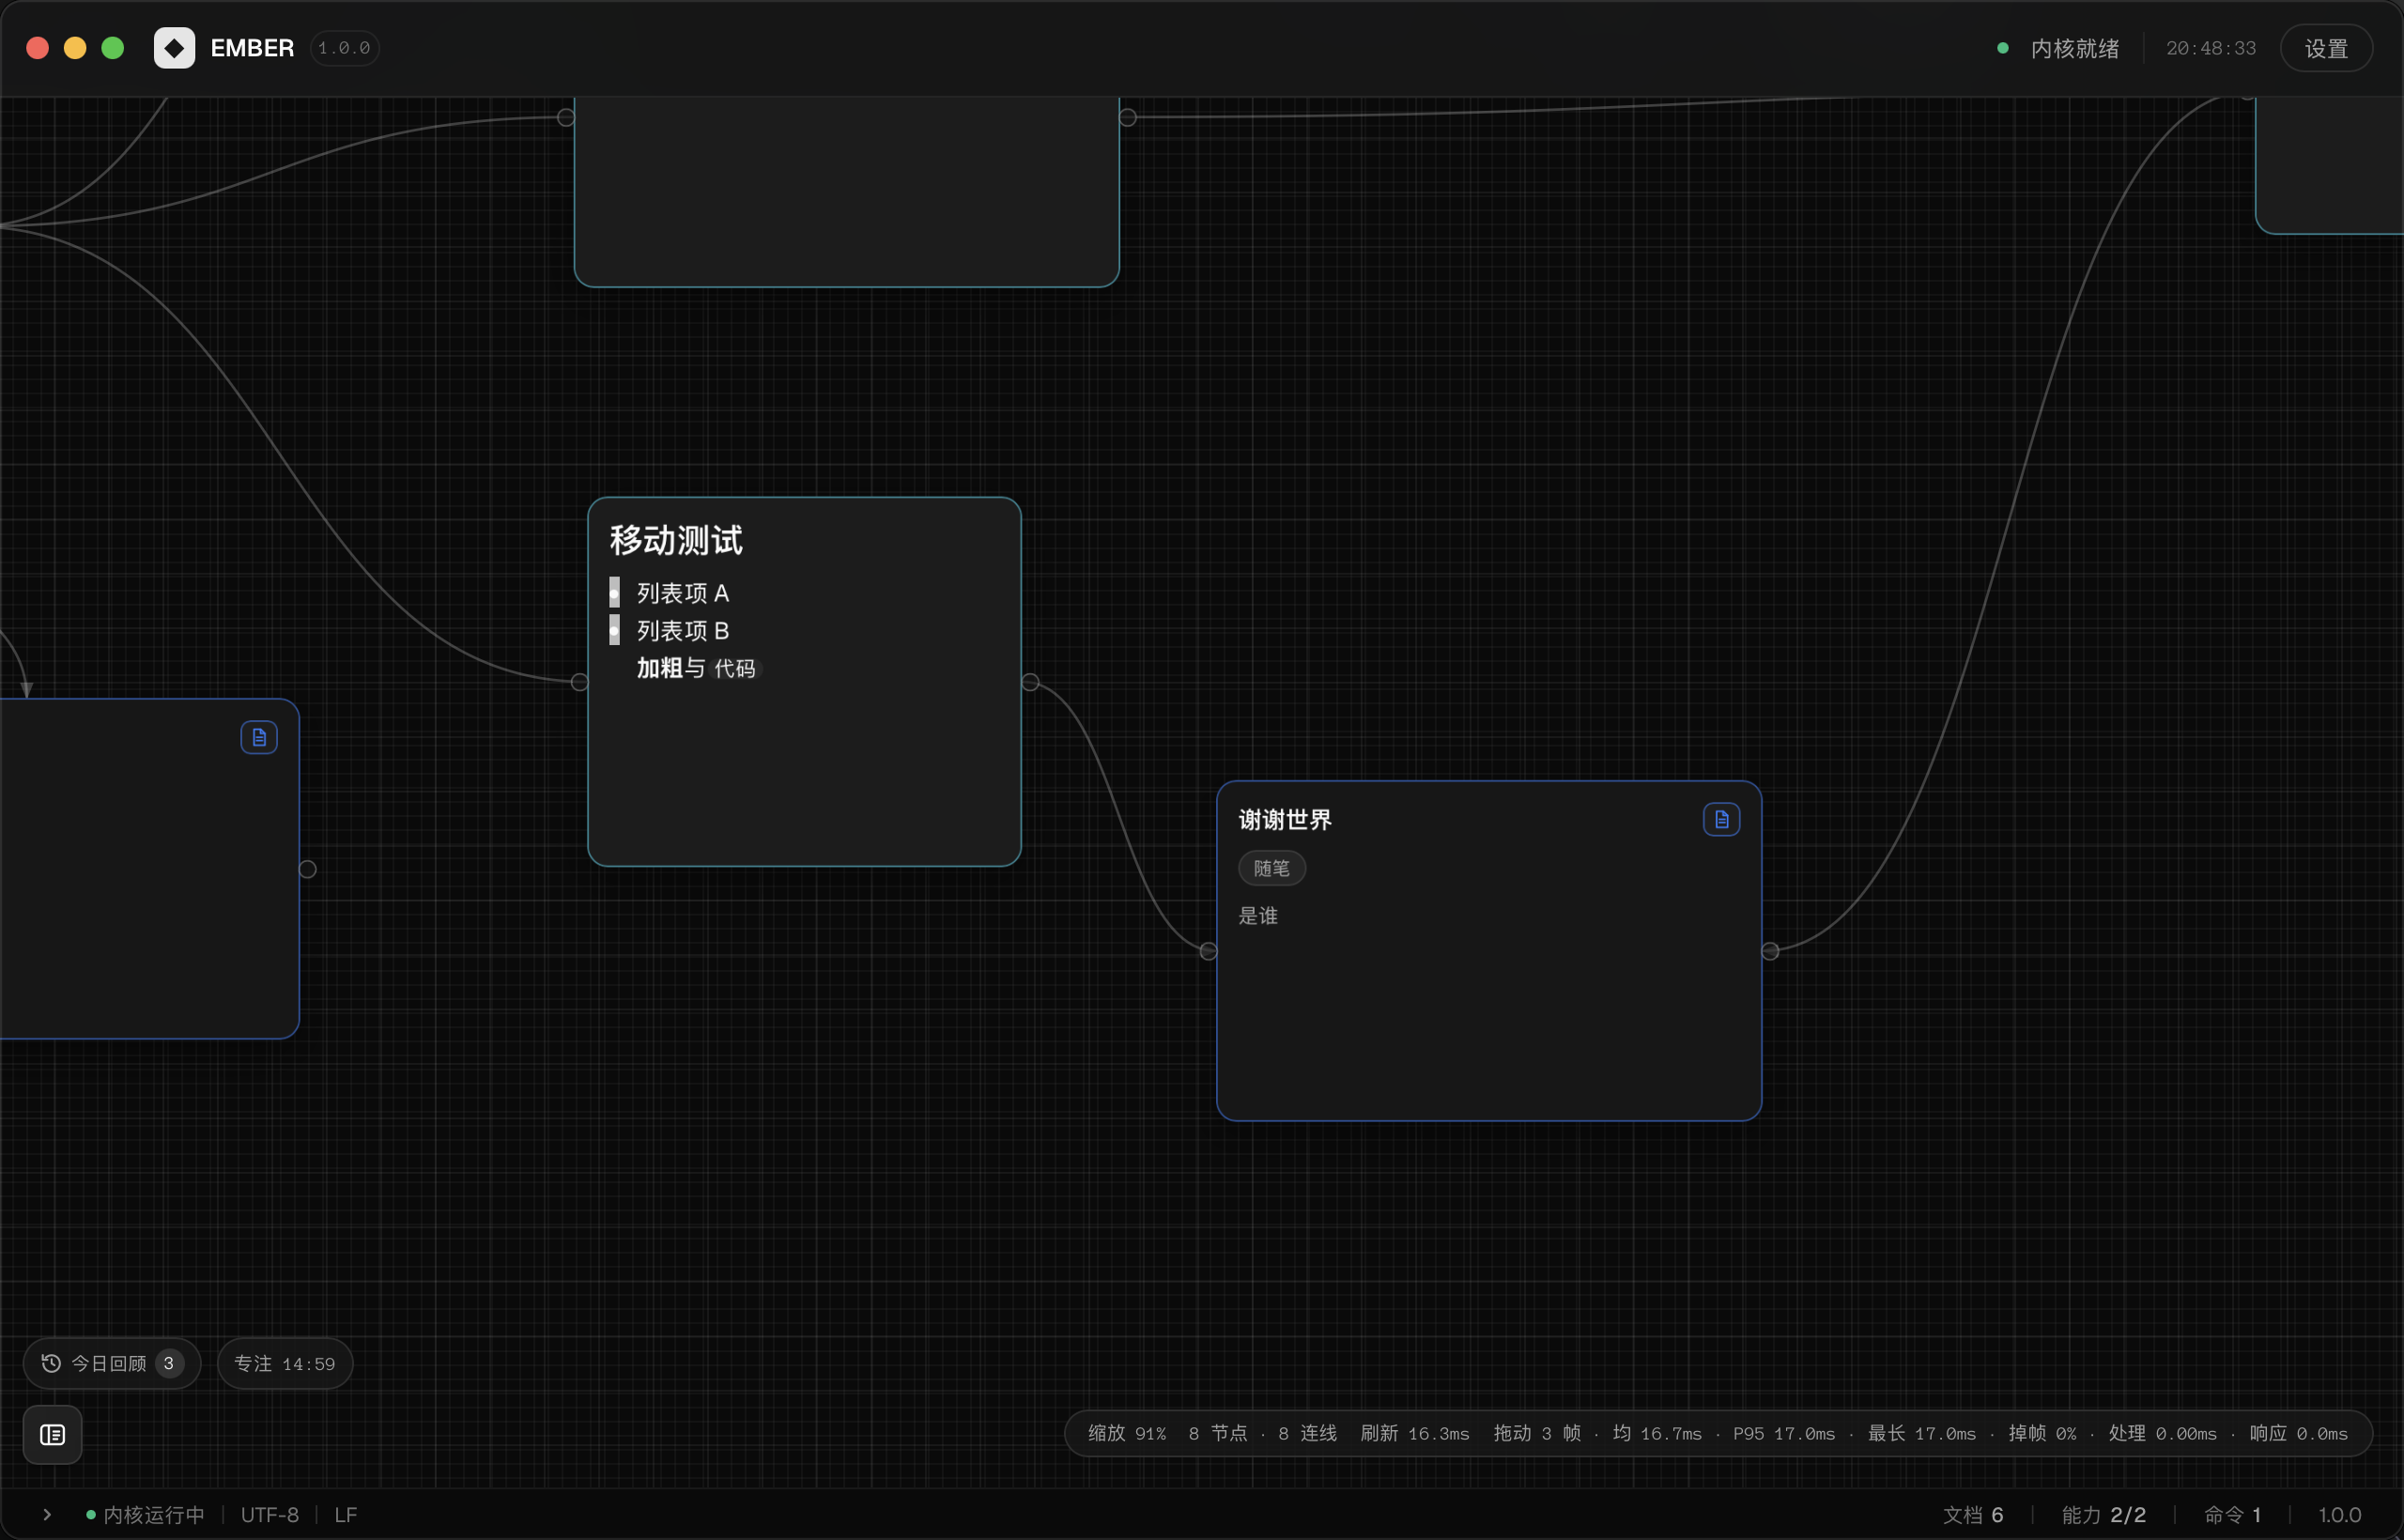 EMBER 1.0.0
内核就绪 20:48:33 设置
移动测试
列表项 A
列表项 B
加粗与 代码
谢谢世界
随笔
是谁
今日回顾 3 专注 14:59
缩放 91% 8 节点 · 8 连线 刷新 16.3ms 拖动 3 帧 · 均 16.7ms · P95 17.0ms · 最长 17.0ms · 掉帧 0% · 处理 0.00ms · 响应 0.0ms
内核运行中 UTF-8 LF
文档 6 能力 2/2 命令 1 1.0.0